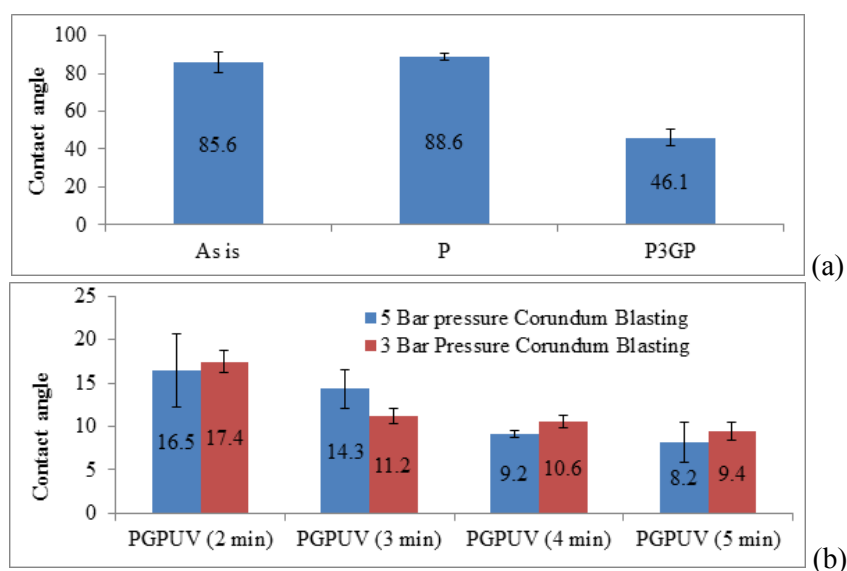 100
80
60
40
20
0
Contact angle
85.6
88.6
46.1
As is
P
P3GP
(a)
25
20
15
10
5
0
Contact angle
5 Bar pressure Corundum Blasting
3 Bar Pressure Corundum Blasting
16.5
17.4
14.3
11.2
9.2
10.6
8.2
9.4
PGPUV (2 min)
PGPUV (3 min)
PGPUV (4 min)
PGPUV (5 min)
(b)